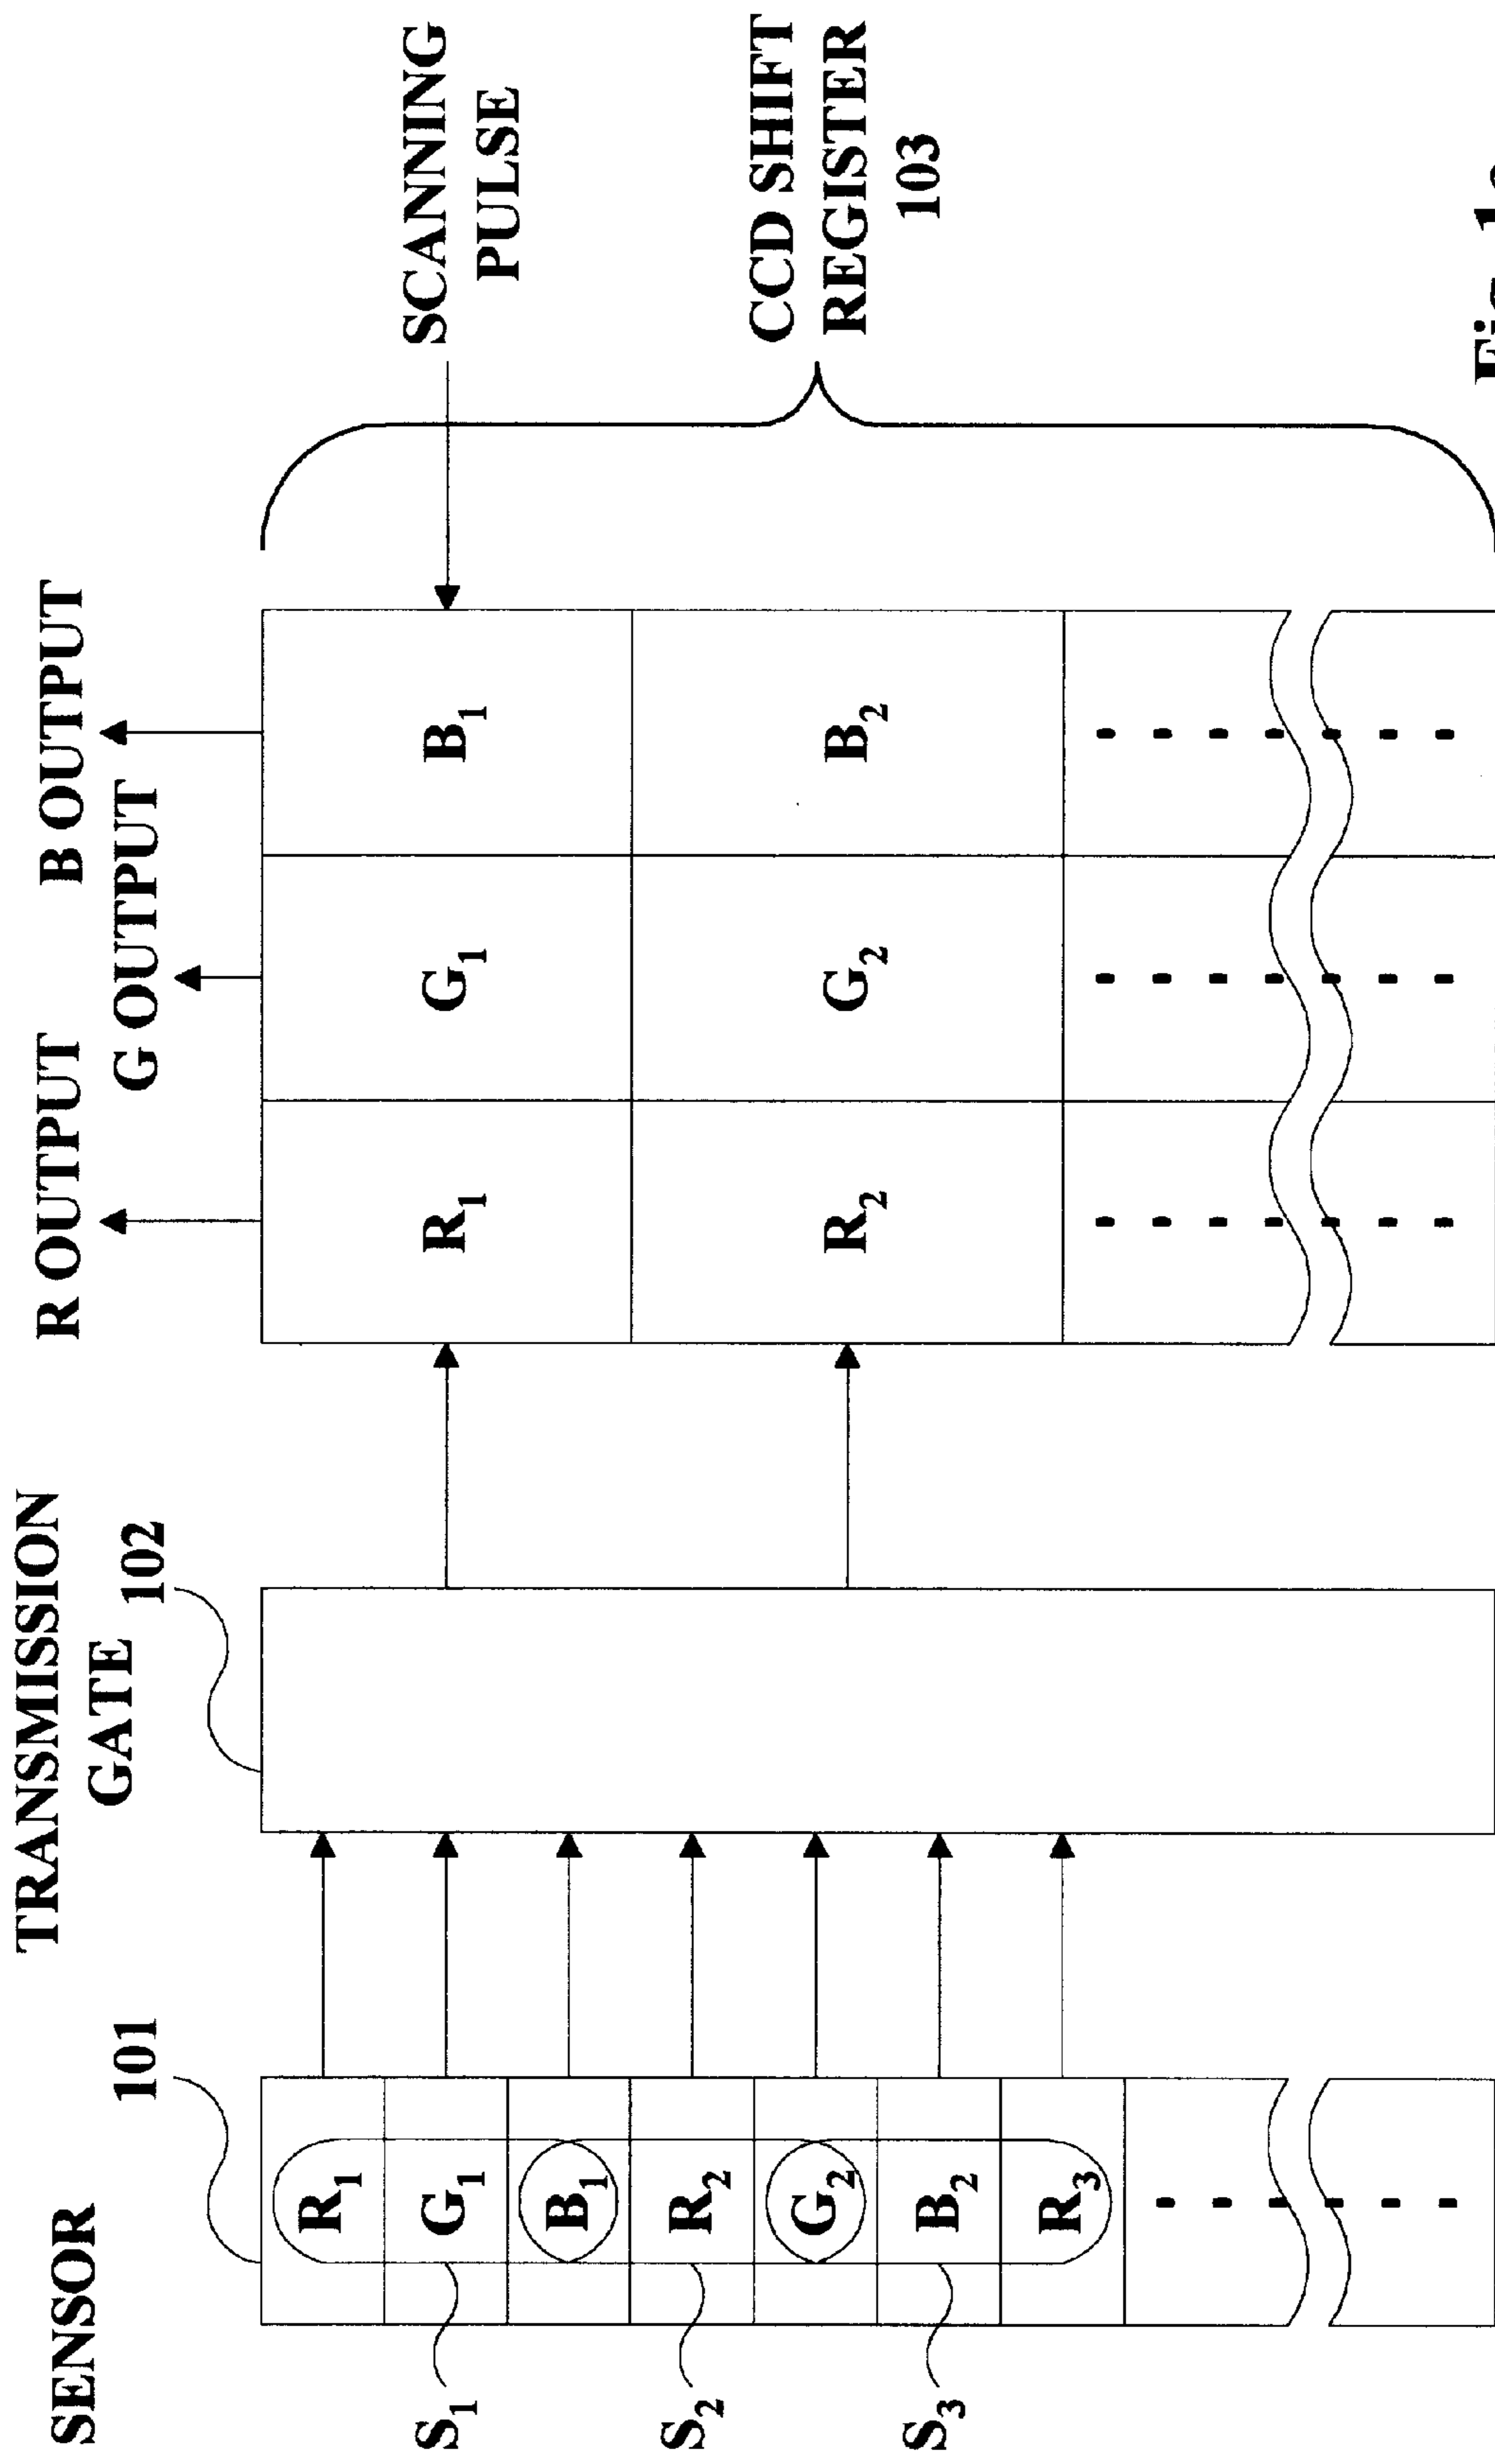 SENSOR
101
TRANSMISSION
GATE 102
R OUTPUT
G OUTPUT
B OUTPUT
S1
S2
S3
R1
G1
B1
R2
G2
B2
R3
R1
G1
B1
R2
G2
B2
SCANNING
PULSE
CCD SHIFT
REGISTER
103